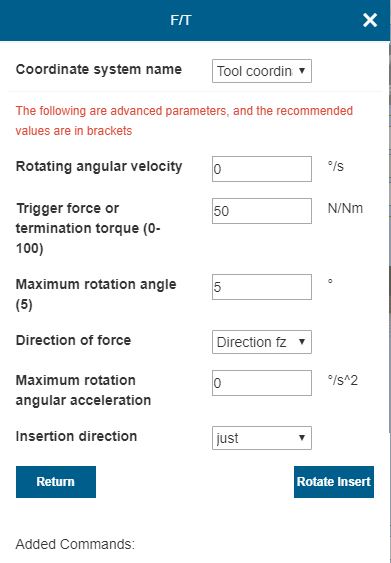 F/T
Coordinate system name Tool coordin
The following are advanced parameters, and the recommended
values are in brackets
Rotating angular velocity 0 °/s
Trigger force or 50 N/Nm
termination torque (0-
100)
Maximum rotation angle 5 °
(5)
Direction of force Direction fz
Maximum rotation 0 °/s^2
angular acceleration
Insertion direction just
Return Rotate Insert
Added Commands: